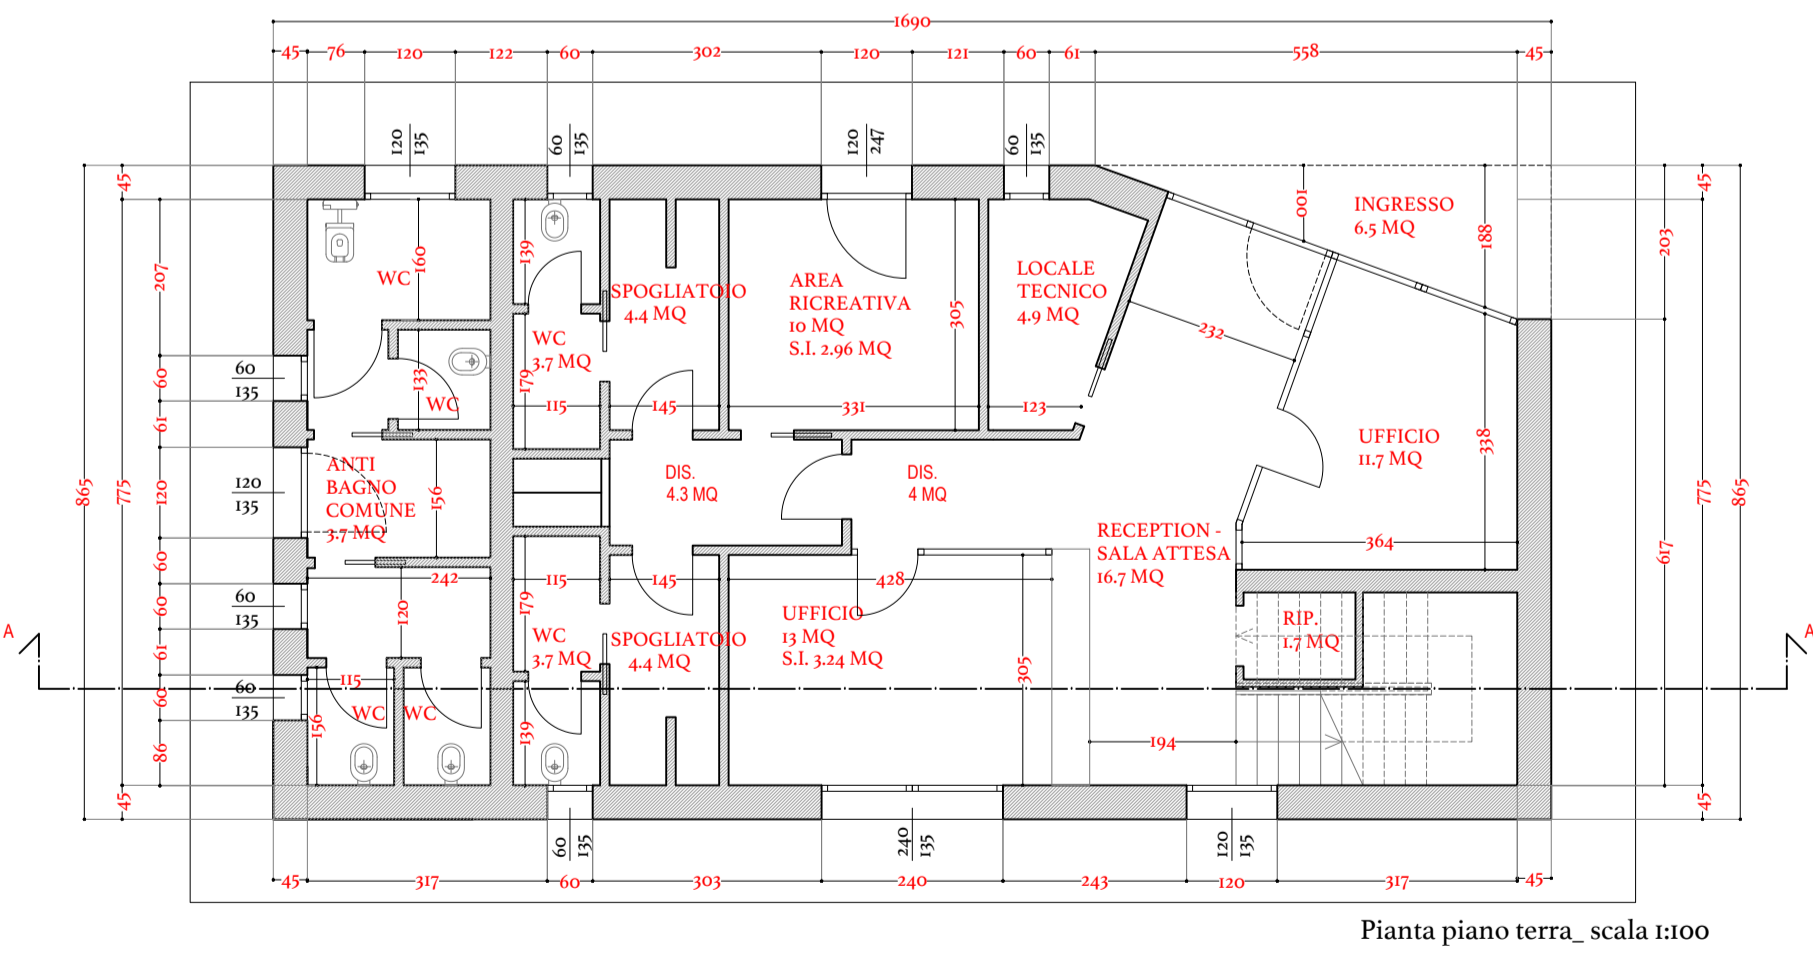 1690
45 76 120 122 60 302 120 121 60 61 558 45
120 135
60 135
120 247
60 135
45
207
60
61
120
60
60
61
60
86
45
775
865
60
135
120
135
60
135
60
135
WC
160
133
WC
ANTI
BAGNO
COMUNE
3.7 MQ
156
242
120
115
156
WC
WC
139
WC
3.7 MQ
179
115
SPOGLIATOIO
4.4 MQ
145
AREA
RICREATIVA
10 MQ
S.I. 2.96 MQ
305
331
LOCALE
TECNICO
4.9 MQ
123
232
INGRESSO
6.5 MQ
100
188
UFFICIO
11.7 MQ
338
364
DIS.
4.3 MQ
DIS.
4 MQ
RECEPTION -
SALA ATTESA
16.7 MQ
115
179
WC
3.7 MQ
139
145
SPOGLIATOIO
4.4 MQ
428
UFFICIO
13 MQ
S.I. 3.24 MQ
305
RIP.
1.7 MQ
194
45
203
617
775
45
865
A
A
60 135
240 135
120 135
45 317 60 303 240 243 120 317 45
Pianta piano terra_ scala 1:100